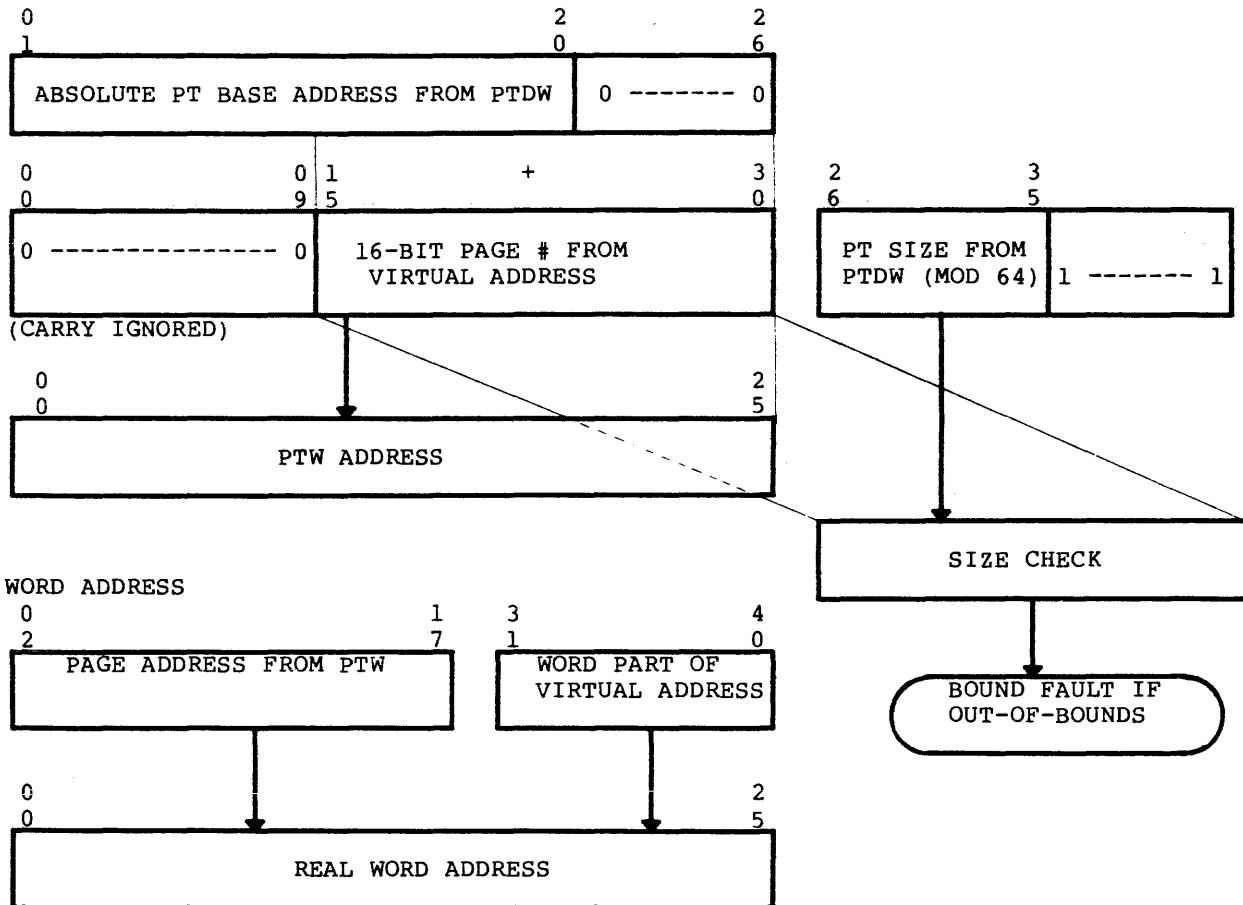 0 2 2
1 0 6
ABSOLUTE PT BASE ADDRESS FROM PTDW 0 ------- 0
0 0 1 + 3 2 3
0 9 5 0 6 5
0 --------------- 0 16-BIT PAGE # FROM PT SIZE FROM
VIRTUAL ADDRESS PTDW (MOD 64) 1 ------- 1
(CARRY IGNORED)
0 2
0 5
PTW ADDRESS
SIZE CHECK
WORD ADDRESS
0 1 3 4
2 7 1 0
PAGE ADDRESS FROM PTW WORD PART OF
VIRTUAL ADDRESS
BOUND FAULT IF
OUT-OF-BOUNDS
0 2
0 5
REAL WORD ADDRESS